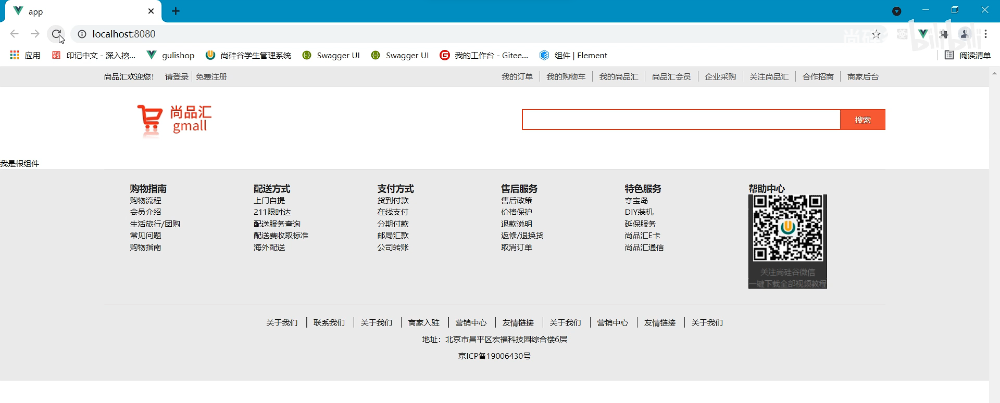 app
localhost:8080
应用 印记中文 - 深入挖... gulishop 尚硅谷学生管理系统 Swagger UI Swagger UI 我的工作台 - Gitee... 组件 | Element 阅读清单
尚品汇欢迎您! 请登录 免费注册 我的订单 我的购物车 我的尚品汇 尚品汇会员 企业采购 关注尚品汇 合作招商 商家后台
尚品汇
gmall
搜索
我是根组件
购物指南 配送方式 支付方式 售后服务 特色服务 帮助中心
购物流程 上门自提 货到付款 售后政策 夺宝岛
会员介绍 211限时达 在线支付 价格保护 DIY装机
生活旅行/团购 配送服务查询 分期付款 退款说明 延保服务
常见问题 配送费收取标准 邮局汇款 返修/退换货 尚品汇E卡
购物指南 海外配送 公司转账 取消订单 尚品汇通信
关注尚硅谷微信
一键下载全部视频教程
关于我们 联系我们 关于我们 商家入驻 营销中心 友情链接 关于我们 营销中心 友情链接 关于我们
地址：北京市昌平区宏福科技园综合楼6层
京ICP备19006430号
bilibili